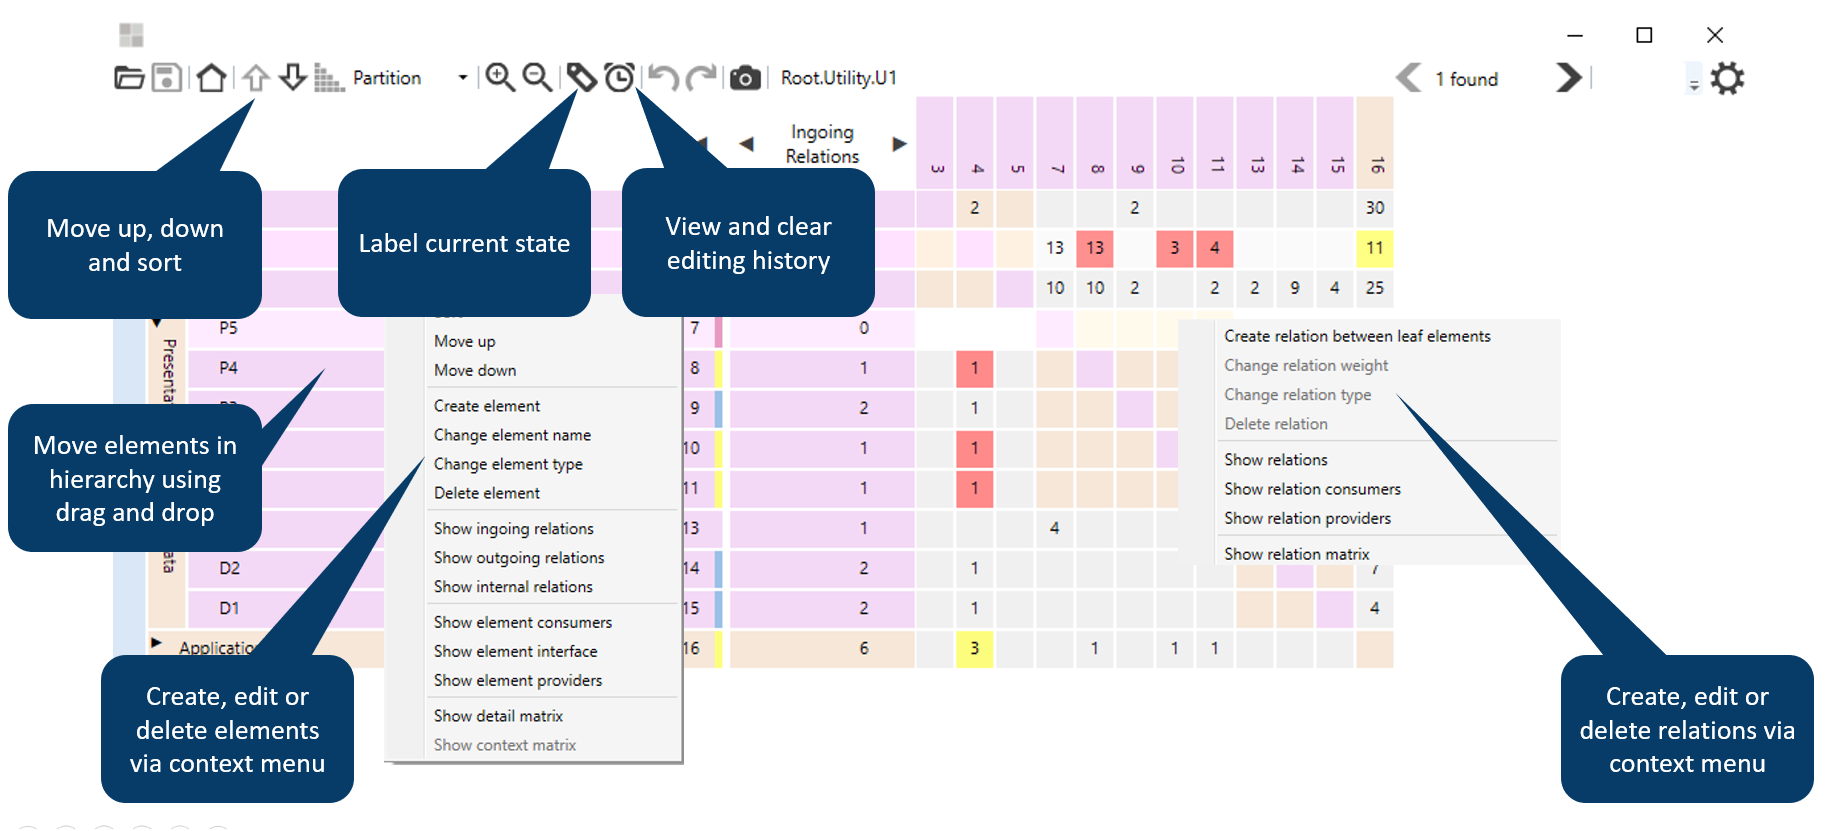 Partition
Root.Utility.U1
1 found
Move up, down
and sort
Label current state
View and clear
editing history
Ingoing
Relations
3 4 5 7 8 9 10 11 13 14 15 16
2 2 30
13 13 3 4 11
10 10 2 2 2 9 4 25
P5 7 0
P4 8 1 1
9 2 1
10 1 1
11 1 1
13 1 4
D2 14 2 1 7
D1 15 2 1 4
16 6 3 1 1 1
Move up
Move down
Create element
Change element name
Change element type
Delete element
Show ingoing relations
Show outgoing relations
Show internal relations
Show element consumers
Show element interface
Show element providers
Show detail matrix
Show context matrix
Create relation between leaf elements
Change relation weight
Change relation type
Delete relation
Show relations
Show relation consumers
Show relation providers
Show relation matrix
Move elements in
hierarchy using
drag and drop
Create, edit or
delete elements
via context menu
Create, edit or
delete relations via
context menu